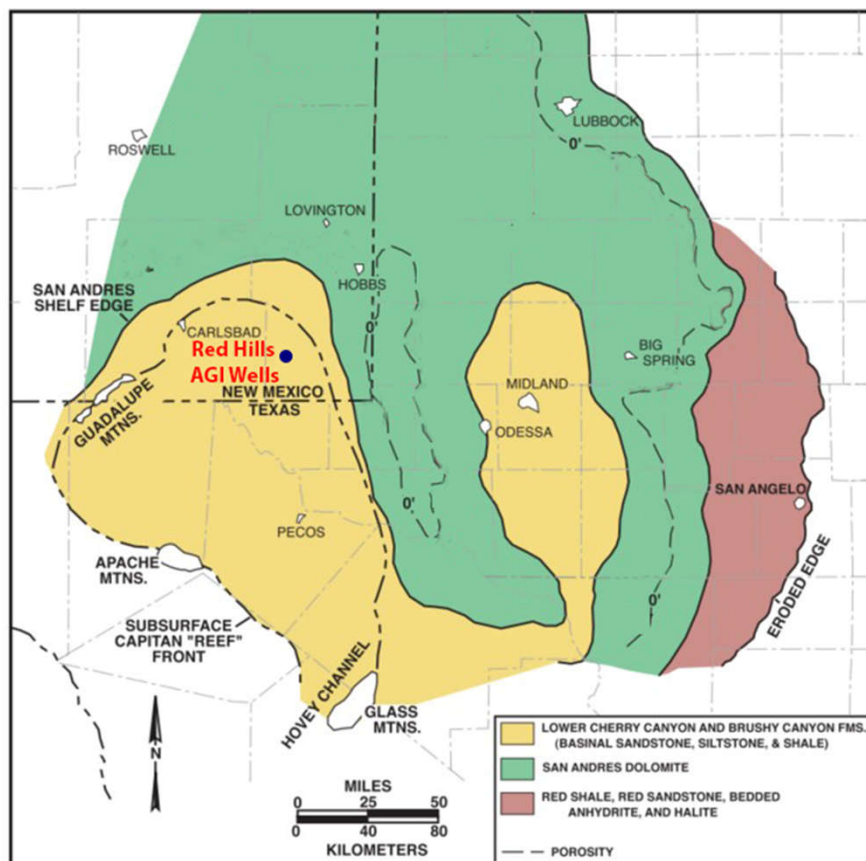 LUBBOCK
0'
ROSWELL
LOVINGTON
HOBBS
SAN ANDRES
SHELF EDGE
0'
CARLSBAD
Red Hills
AGI Wells
BIG
SPRING
NEW MEXICO
TEXAS
MIDLAND
GUADALUPE
MTNS.
ODESSA
SAN ANGELO
0'
PECOS
APACHE
MTNS.
ERODED EDGE
0'
SUBSURFACE
CAPITAN "REEF"
FRONT
HOVEY CHANNEL
GLASS
MTNS.
N
MILES
0 25 50
0 40 80
KILOMETERS
LOWER CHERRY CANYON AND BRUSHY CANYON FMS.
(BASINAL SANDSTONE, SILTSTONE, & SHALE)
SAN ANDRES DOLOMITE
RED SHALE, RED SANDSTONE, BEDDED
ANHYDRITE, AND HALITE
POROSITY